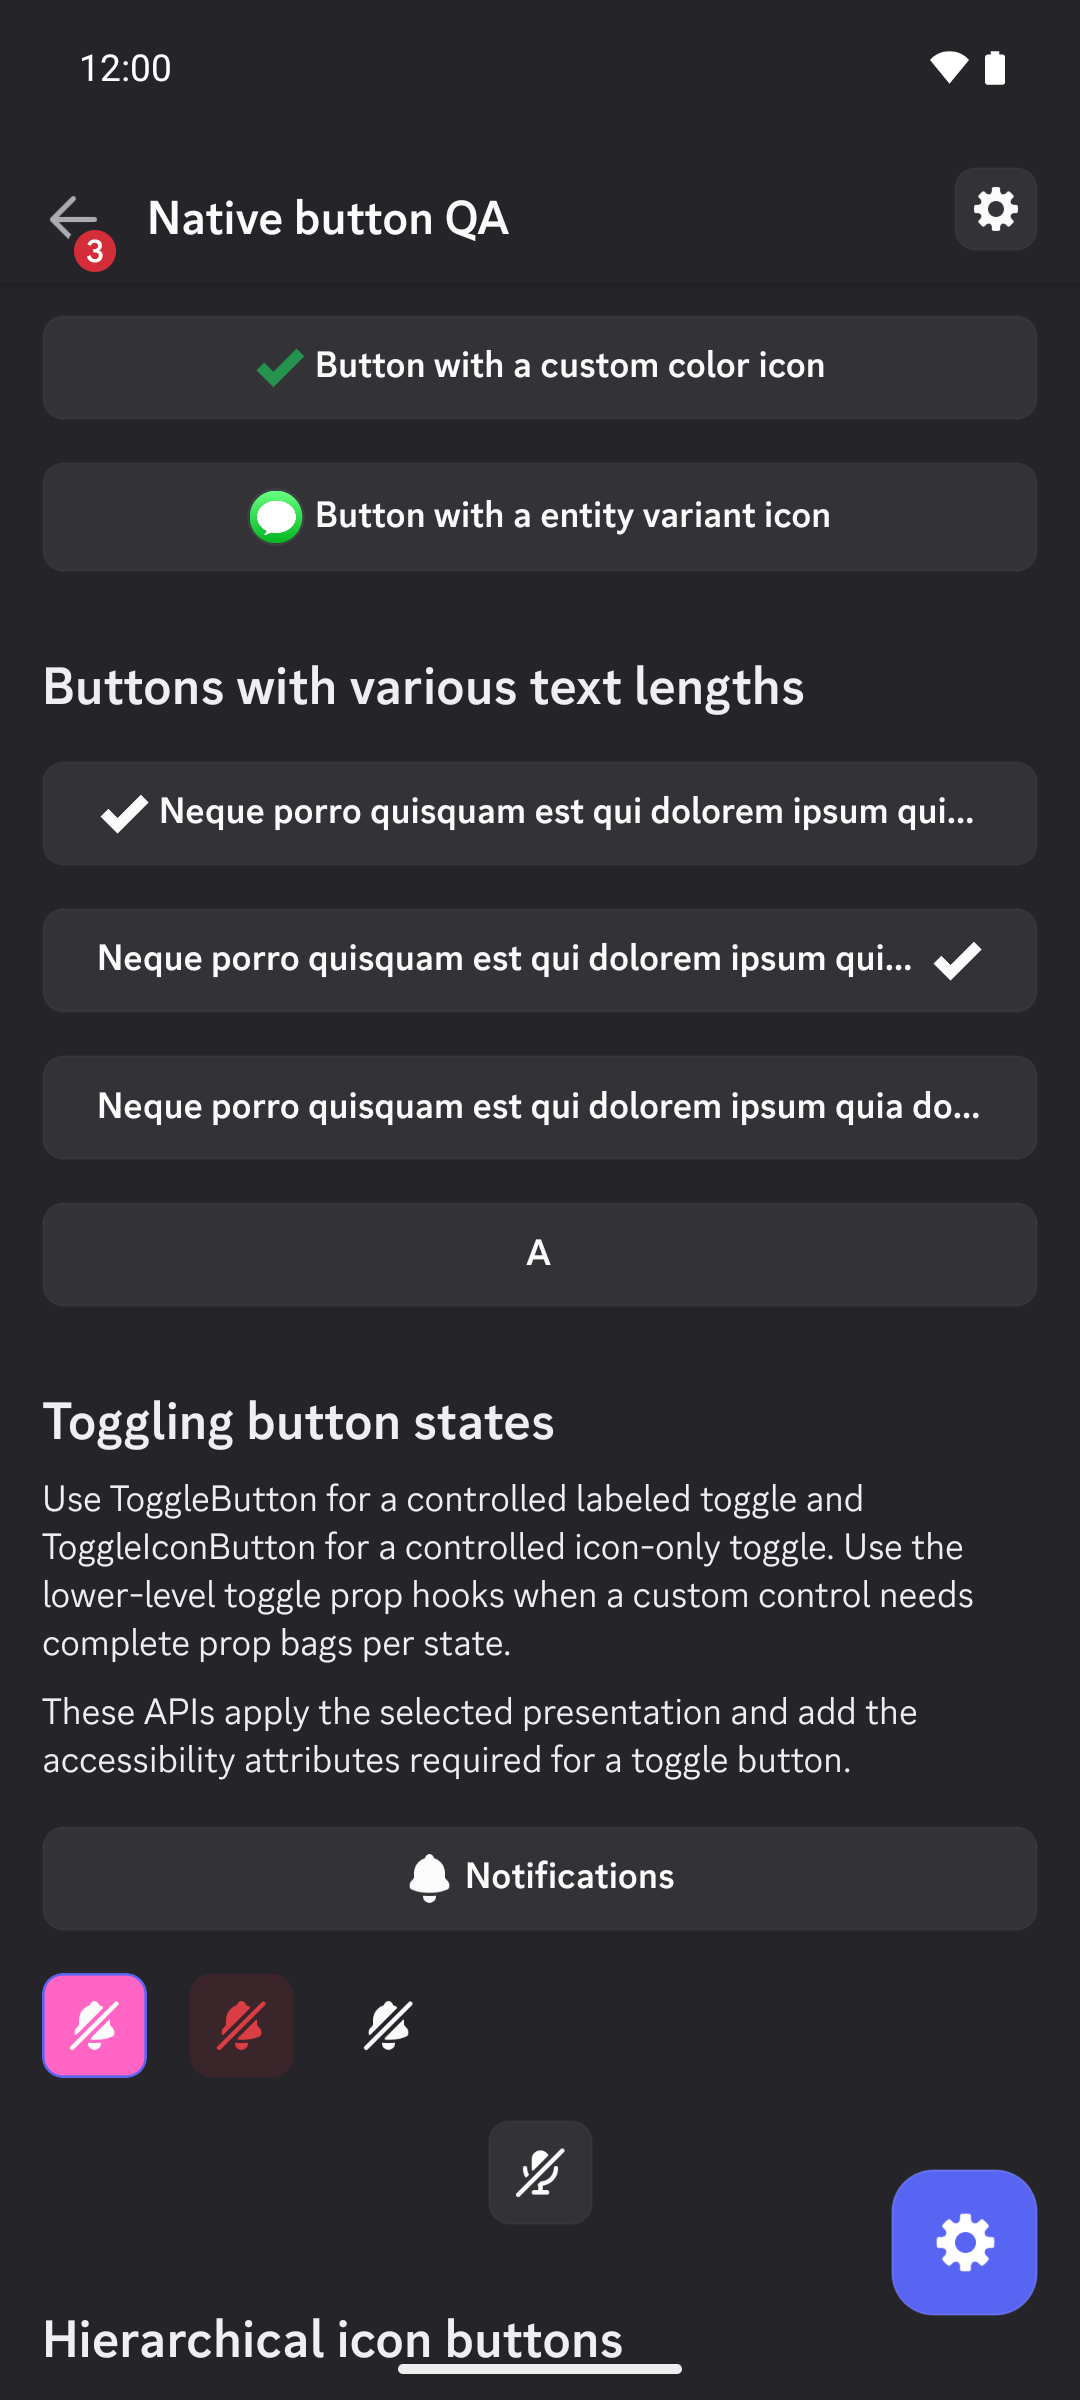 12:00
3
Native button QA
Button with a custom color icon
Button with a entity variant icon
Buttons with various text lengths
Neque porro quisquam est qui dolorem ipsum qui...
Neque porro quisquam est qui dolorem ipsum qui...
Neque porro quisquam est qui dolorem ipsum quia do...
A
Toggling button states
Use ToggleButton for a controlled labeled toggle and
ToggleIconButton for a controlled icon-only toggle. Use the
lower-level toggle prop hooks when a custom control needs
complete prop bags per state.
These APIs apply the selected presentation and add the
accessibility attributes required for a toggle button.
Notifications
Hierarchical icon buttons